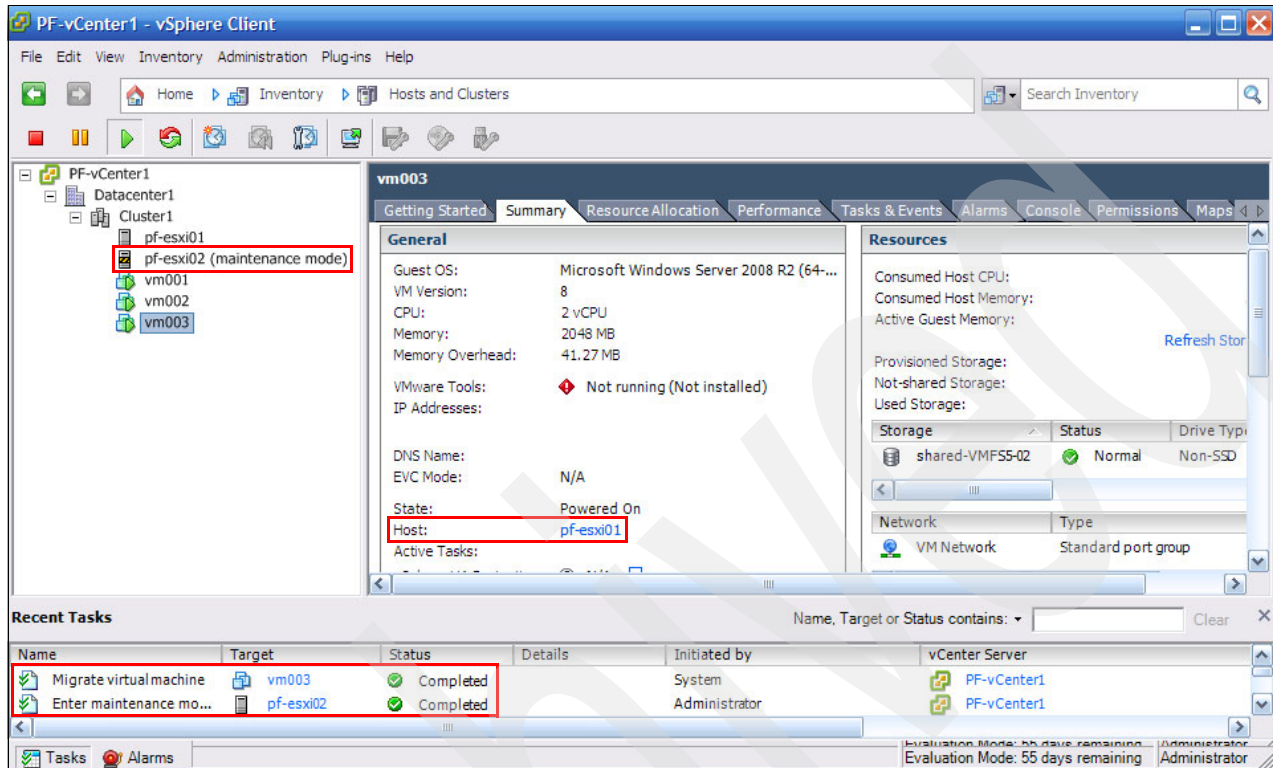 PF-vCenter1 - vSphere Client
File Edit View Inventory Administration Plug-ins Help
Home Inventory Hosts and Clusters Search Inventory
PF-vCenter1
Datacenter1
Cluster1
pf-esxi01
pf-esxi02 (maintenance mode)
vm001
vm002
vm003
vm003
Getting Started Summary Resource Allocation Performance Tasks & Events Alarms Console Permissions Maps
General
Guest OS: Microsoft Windows Server 2008 R2 (64-...
VM Version: 8
CPU: 2 vCPU
Memory: 2048 MB
Memory Overhead: 41.27 MB
VMware Tools: Not running (Not installed)
IP Addresses:
DNS Name:
EVC Mode: N/A
State: Powered On
Host: pf-esxi01
Active Tasks:
Resources
Consumed Host CPU:
Consumed Host Memory:
Active Guest Memory:
Refresh Stor
Provisioned Storage:
Not-shared Storage:
Used Storage:
Storage Status Drive Type
shared-VMFS5-02 Normal Non-SSD
Network Type
VM Network Standard port group
Recent Tasks Name, Target or Status contains: Clear
Name Target Status Details Initiated by vCenter Server
Migrate virtual machine vm003 Completed System PF-vCenter1
Enter maintenance mo... pf-esxi02 Completed Administrator PF-vCenter1
Tasks Alarms Evaluation Mode: 55 days remaining Administrator